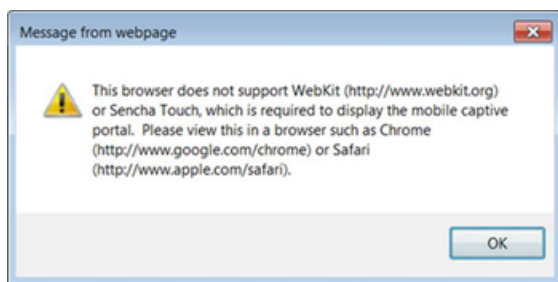 Message from webpage
This browser does not support WebKit (http://www.webkit.org)
or Sencha Touch, which is required to display the mobile captive
portal.  Please view this in a browser such as Chrome
(http://www.google.com/chrome) or Safari
(http://www.apple.com/safari).
OK